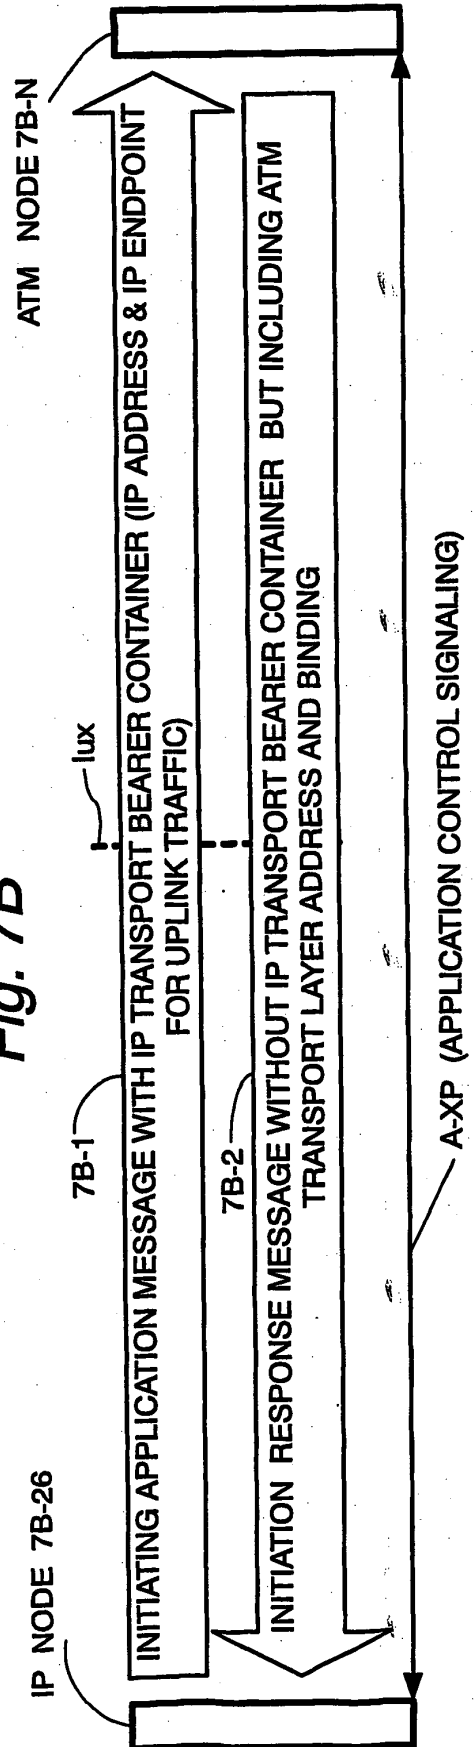 Fig. 7B
IP NODE 7B-26
ATM NODE 7B-N
Iux
7B-1
INITIATING APPLICATION MESSAGE WITH IP TRANSPORT BEARER CONTAINER (IP ADDRESS & IP ENDPOINT
FOR UPLINK TRAFFIC)
7B-2
INITIATION RESPONSE MESSAGE WITHOUT IP TRANSPORT BEARER CONTAINER BUT INCLUDING ATM
TRANSPORT LAYER ADDRESS AND BINDING
A-XP (APPLICATION CONTROL SIGNALING)